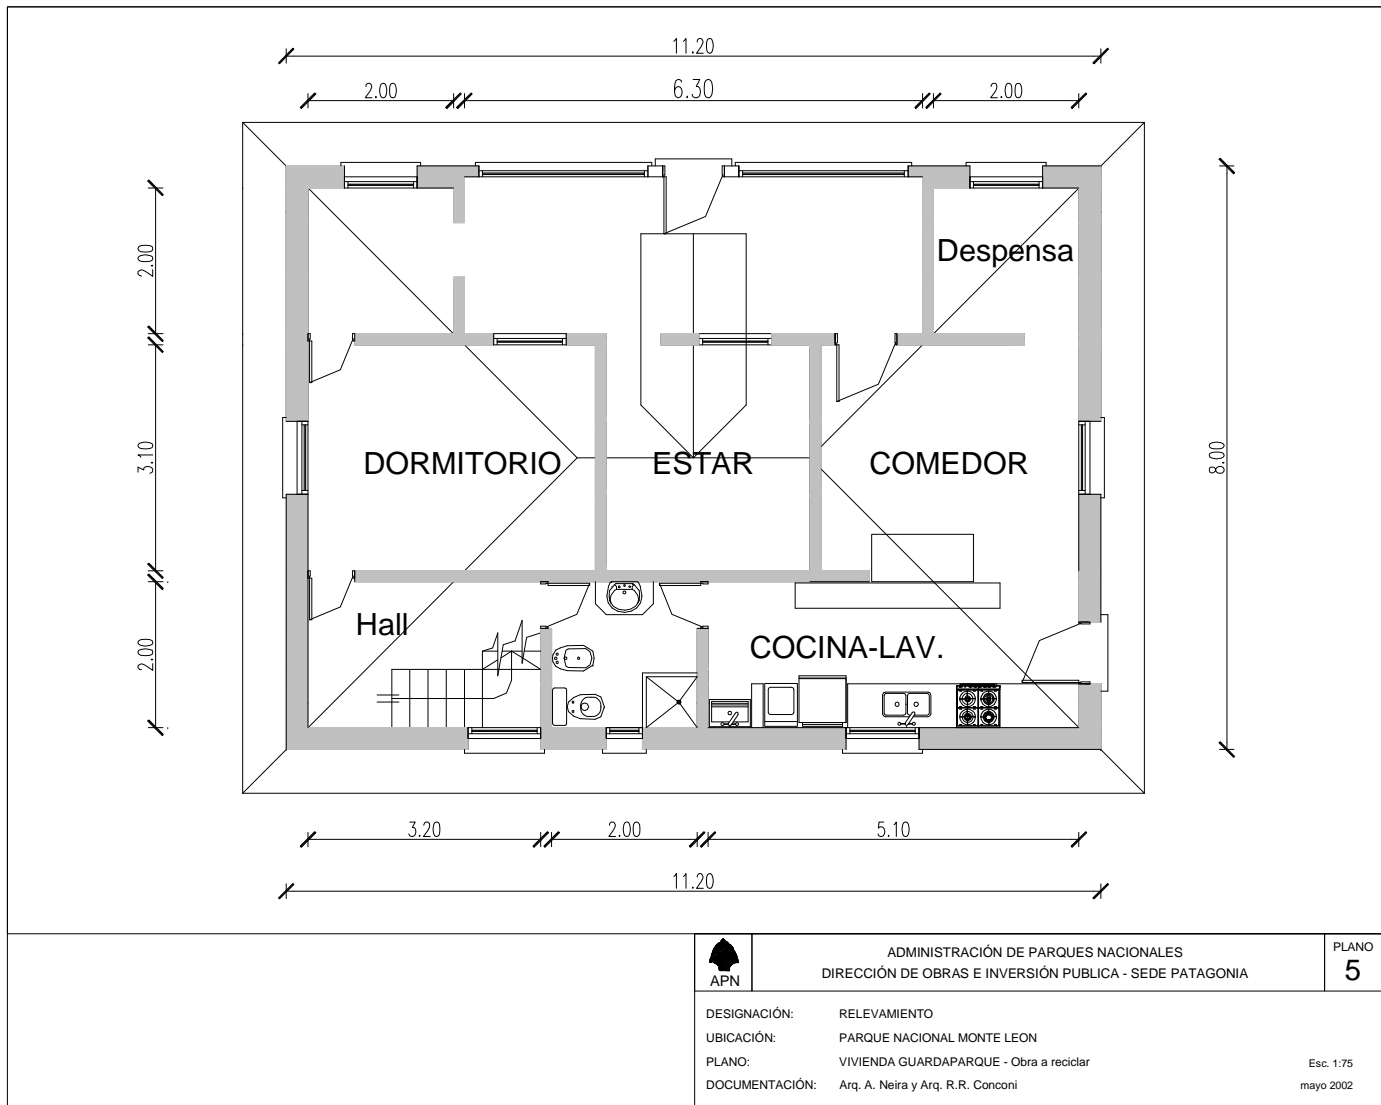 11.20
2.00
6.30
2.00
2.00
3.10
2.00
8.00
Despensa
DORMITORIO
ESTAR
COMEDOR
Hall
COCINA-LAV.
3.20
2.00
5.10
11.20
APN
ADMINISTRACIÓN DE PARQUES NACIONALES
DIRECCIÓN DE OBRAS E INVERSIÓN PUBLICA - SEDE PATAGONIA
PLANO
5
DESIGNACIÓN: RELEVAMIENTO
UBICACIÓN: PARQUE NACIONAL MONTE LEON
PLANO: VIVIENDA GUARDAPARQUE - Obra a reciclar
Esc. 1:75
DOCUMENTACIÓN: Arq. A. Neira y Arq. R.R. Conconi
mayo 2002